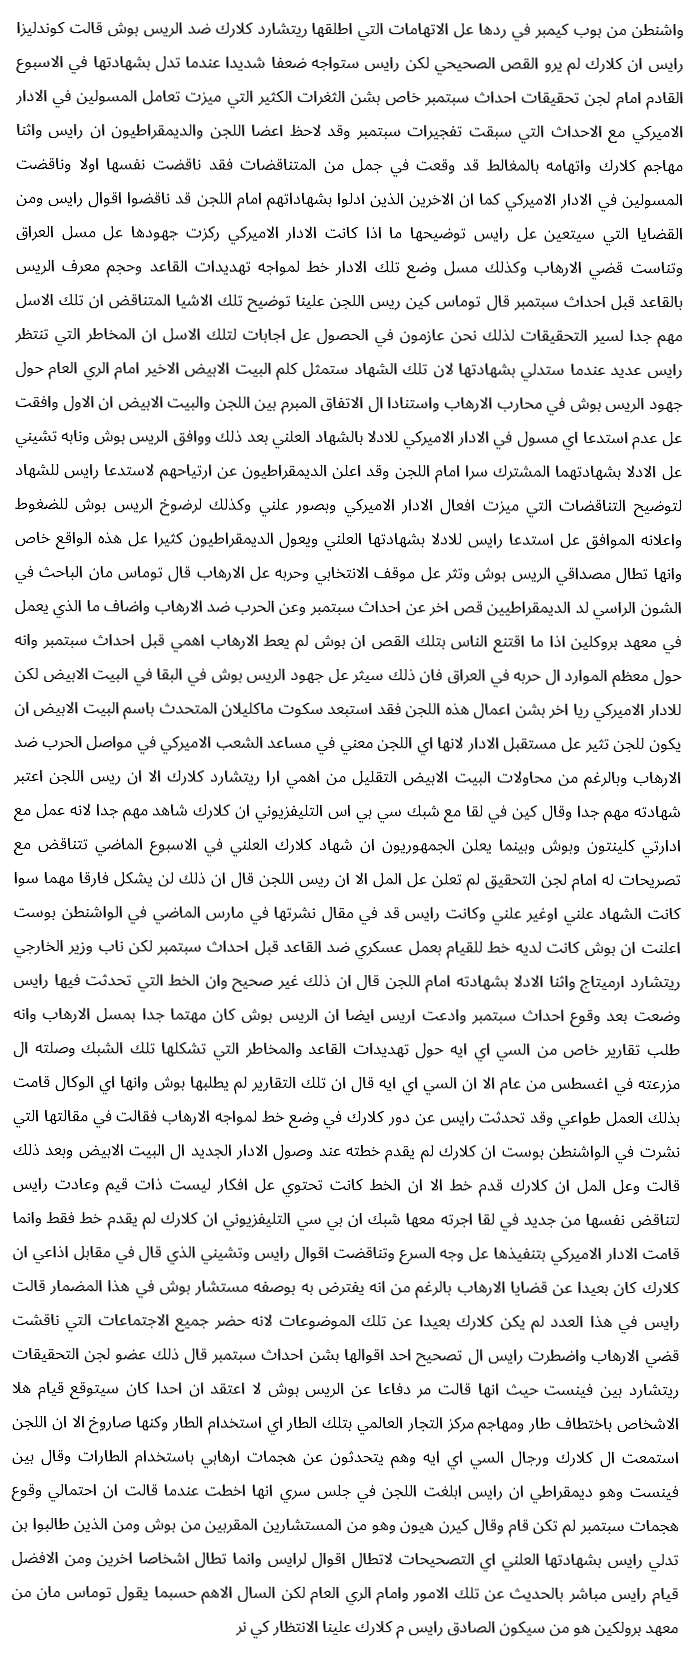 واشنطن من بوب كيمبر في ردها عل الاتهامات التي اطلقها ريتشارد كلارك ضد الريس بوش قالت كوندليزا
رايس ان كلارك لم يرو القص الصحيحي لكن رايس ستواجه ضعفا شديدا عندما تدل بشهادتها في الاسبوع
القادم امام لجن تحقيقات احداث سبتمبر خاص بشن الثغرات الكثير التي ميزت تعامل المسولين في الادار
الاميركي مع الاحداث التي سبقت تفجيرات سبتمبر وقد لاحظ اعضا اللجن والديمقراطيون ان رايس واثنا
مهاجم كلارك واتهامه بالمغالط قد وقعت في جمل من المتناقضات فقد ناقضت نفسها اولا وناقضت
المسولين في الادار الاميركي كما ان الاخرين الذين ادلوا بشهاداتهم امام اللجن قد ناقضوا اقوال رايس ومن
القضايا التي سيتعين عل رايس توضيحها ما اذا كانت الادار الاميركي ركزت جهودها عل مسل العراق
وتناست قضي الارهاب وكذلك مسل وضع تلك الادار خط لمواجه تهديدات القاعد وحجم معرف الريس
بالقاعد قبل احداث سبتمبر قال توماس كين ريس اللجن علينا توضيح تلك الاشيا المتناقض ان تلك الاسل
مهم جدا لسير التحقيقات لذلك نحن عازمون في الحصول عل اجابات لتلك الاسل ان المخاطر التي تنتظر
رايس عديد عندما ستدلي بشهادتها لان تلك الشهاد ستمثل كلم البيت الابيض الاخير امام الري العام حول
جهود الريس بوش في محارب الارهاب واستنادا ال الاتفاق المبرم بين اللجن والبيت الابيض ان الاول وافقت
عل عدم استدعا اي مسول في الادار الاميركي للادلا بالشهاد العلني بعد ذلك ووافق الريس بوش ونابه تشيني
عل الادلا بشهادتهما المشترك سرا امام اللجن وقد اعلن الديمقراطيون عن ارتياحهم لاستدعا رايس للشهاد
لتوضيح التناقضات التي ميزت افعال الادار الاميركي وبصور علني وكذلك لرضوخ الريس بوش للضغوط
واعلانه الموافق عل استدعا رايس للادلا بشهادتها العلني ويعول الديمقراطيون كثيرا عل هذه الواقع خاص
وانها تطال مصداقي الريس بوش وتثر عل موقف الانتخابي وحربه عل الارهاب قال توماس مان الباحث في
الشون الراسي لد الديمقراطيين قص اخر عن احداث سبتمبر وعن الحرب ضد الارهاب واضاف ما الذي يعمل
في معهد بروكلين اذا ما اقتنع الناس بتلك القص ان بوش لم يعط الارهاب اهمي قبل احداث سبتمبر وانه
حول معظم الموارد ال حربه في العراق فان ذلك سيثر عل جهود الريس بوش في البقا في البيت الابيض لكن
للادار الاميركي ريا اخر بشن اعمال هذه اللجن فقد استبعد سكوت ماكليلان المتحدث باسم البيت الابيض ان
يكون للجن تثير عل مستقبل الادار لانها اي اللجن معني في مساعد الشعب الاميركي في مواصل الحرب ضد
الارهاب وبالرغم من محاولات البيت الابيض التقليل من اهمي ارا ريتشارد كلارك الا ان ريس اللجن اعتبر
شهادته مهم جدا وقال كين في لقا مع شبك سي بي اس التليفزيوني ان كلارك شاهد مهم جدا لانه عمل مع
ادارتي كلينتون وبوش وبينما يعلن الجمهوريون ان شهاد كلارك العلني في الاسبوع الماضي تتناقض مع
تصريحات له امام لجن التحقيق لم تعلن عل المل الا ان ريس اللجن قال ان ذلك لن يشكل فارقا مهما سوا
كانت الشهاد علني اوغير علني وكانت رايس قد في مقال نشرتها في مارس الماضي في الواشنطن بوست
اعلنت ان بوش كانت لديه خط للقيام بعمل عسكري ضد القاعد قبل احداث سبتمبر لكن ناب وزير الخارجي
ريتشارد ارميتاج واثنا الادلا بشهادته امام اللجن قال ان ذلك غير صحيح وان الخط التي تحدثت فيها رايس
وضعت بعد وقوع احداث سبتمبر وادعت اريس ايضا ان الريس بوش كان مهتما جدا بمسل الارهاب وانه
طلب تقارير خاص من السي اي ايه حول تهديدات القاعد والمخاطر التي تشكلها تلك الشبك وصلته ال
مزرعته في اغسطس من عام الا ان السي اي ايه قال ان تلك التقارير لم يطلبها بوش وانها اي الوكال قامت
بذلك العمل طواعي وقد تحدثت رايس عن دور كلارك في وضع خط لمواجه الارهاب فقالت في مقالتها التي
نشرت في الواشنطن بوست ان كلارك لم يقدم خطته عند وصول الادار الجديد ال البيت الابيض وبعد ذلك
قالت وعل المل ان كلارك قدم خط الا ان الخط كانت تحتوي عل افكار ليست ذات قيم وعادت رايس
لتناقض نفسها من جديد في لقا اجرته معها شبك ان بي سي التليفزيوني ان كلارك لم يقدم خط فقط وانما
قامت الادار الاميركي بتنفيذها عل وجه السرع وتناقضت اقوال رايس وتشيني الذي قال في مقابل اذاعي ان
كلارك كان بعيدا عن قضايا الارهاب بالرغم من انه يفترض به بوصفه مستشار بوش في هذا المضمار قالت
رايس في هذا العدد لم يكن كلارك بعيدا عن تلك الموضوعات لانه حضر جميع الاجتماعات التي ناقشت
قضي الارهاب واضطرت رايس ال تصحيح احد اقوالها بشن احداث سبتمبر قال ذلك عضو لجن التحقيقات
ريتشارد بين فينست حيث انها قالت مر دفاعا عن الريس بوش لا اعتقد ان احدا كان سيتوقع قيام هلا
الاشخاص باختطاف طار ومهاجم مركز التجار العالمي بتلك الطار اي استخدام الطار وكنها صاروخ الا ان اللجن
استمعت ال كلارك ورجال السي اي ايه وهم يتحدثون عن هجمات ارهابي باستخدام الطارات وقال بين
فينست وهو ديمقراطي ان رايس ابلغت اللجن في جلس سري انها اخطت عندما قالت ان احتمالي وقوع
هجمات سبتمبر لم تكن قام وقال كيرن هيون وهو من المستشارين المقربين من بوش ومن الذين طالبوا بن
تدلي رايس بشهادتها العلني اي التصحيحات لاتطال اقوال لرايس وانما تطال اشخاصا اخرين ومن الافضل
قيام رايس مباشر بالحديث عن تلك الامور وامام الري العام لكن السال الاهم حسبما يقول توماس مان من
معهد برولكين هو من سيكون الصادق رايس م كلارك علينا الانتظار كي نر